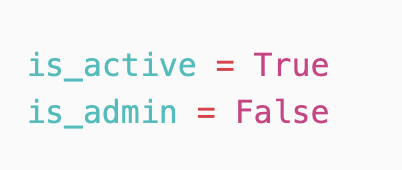 is_active = True
is_admin = False